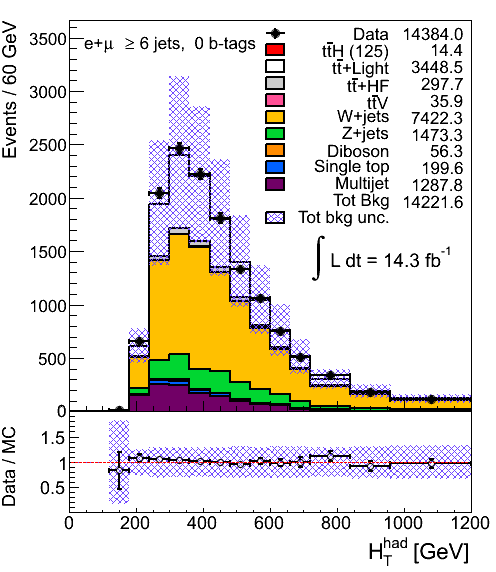 Events / 60 GeV
3500
3000
2500
2000
1500
1000
500
0
e+μ ≥ 6 jets, 0 b-tags
Data 14384.0
tt̄H (125) 14.4
tt̄+Light 3448.5
tt̄+HF 297.7
tt̄V 35.9
W+jets 7422.3
Z+jets 1473.3
Diboson 56.3
Single top 199.6
Multijet 1287.8
Tot Bkg 14221.6
Tot bkg unc.
∫ L dt = 14.3 fb⁻¹
Data / MC
1.5
1
0.5
0 200 400 600 800 1000 1200
H_T^had [GeV]